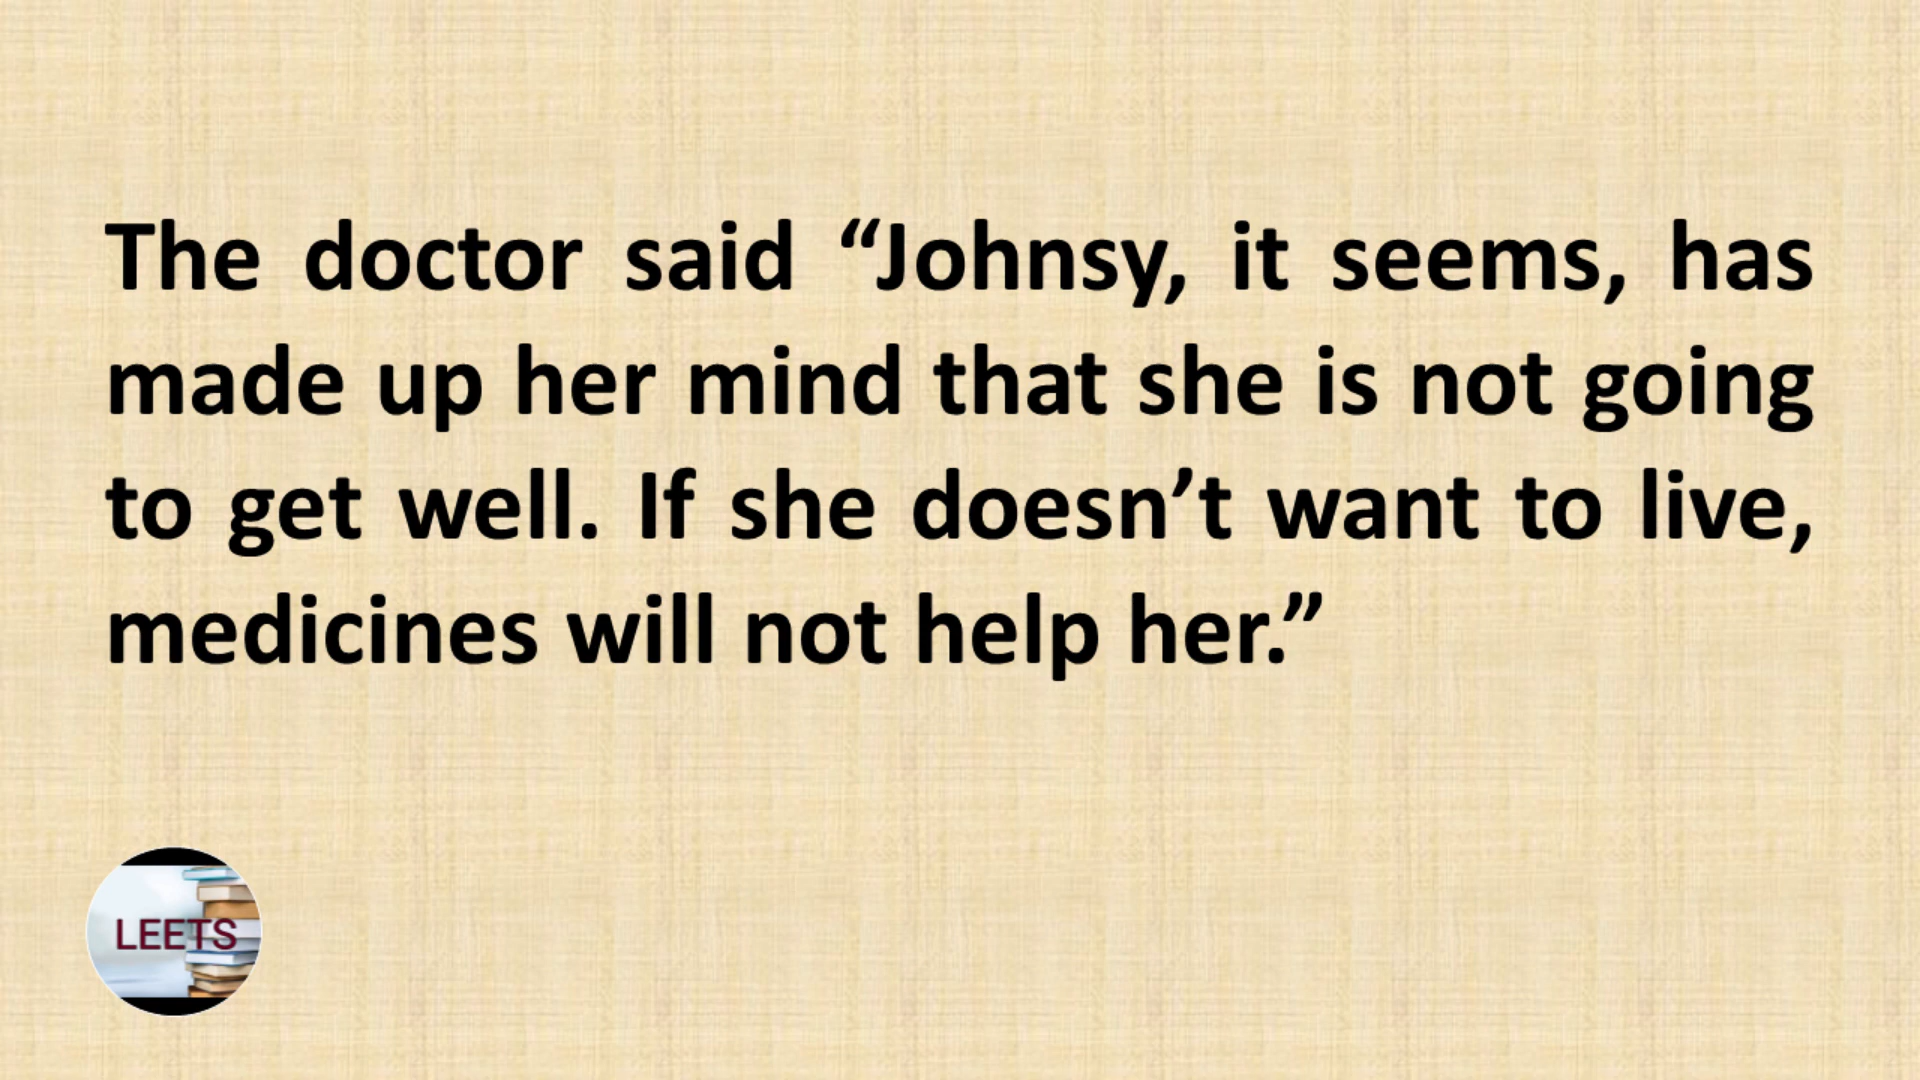 The doctor said “Johnsy, it seems, has
made up her mind that she is not going
to get well. If she doesn’t want to live,
medicines will not help her.”
LEETS